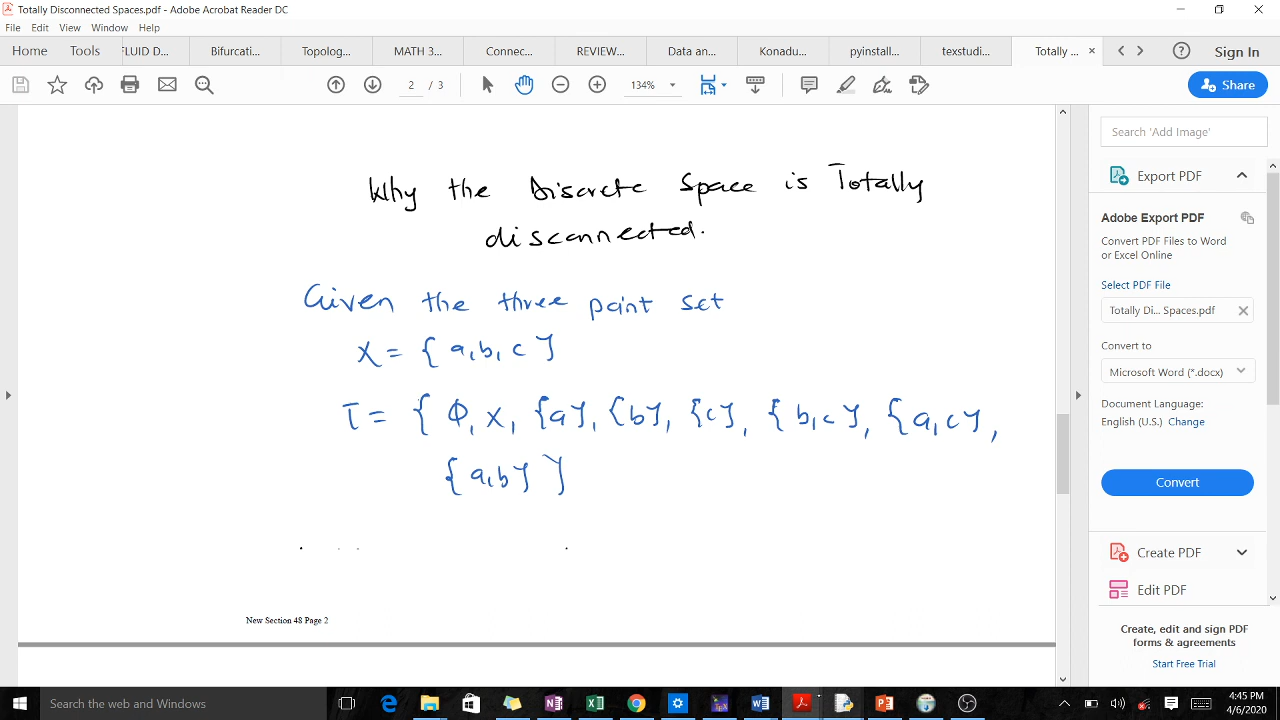 Totally Disconnected Spaces.pdf - Adobe Acrobat Reader DC
File Edit View Window Help
Home Tools FLUID D... Bifurcati... Topolog... MATH 3... Connec... REVIEW... Data an... Konadu... pyinstall... texstudi... Totally ... × Sign In
2 / 3 134% Share
Why the Discrete Space is Totally
disconnected.
Given the three point set
X = { a, b, c }
τ = { Φ, X, {a}, {b}, {c}, { b, c }, { a, c },
{ a, b } }
New Section 48 Page 2
Search 'Add Image'
Export PDF
Adobe Export PDF
Convert PDF Files to Word
or Excel Online
Select PDF File
Totally Di... Spaces.pdf
Convert to
Microsoft Word (*.docx)
Document Language:
English (U.S.) Change
Convert
Create PDF
Edit PDF
Create, edit and sign PDF
forms & agreements
Start Free Trial
Search the web and Windows
4:45 PM
4/6/2020